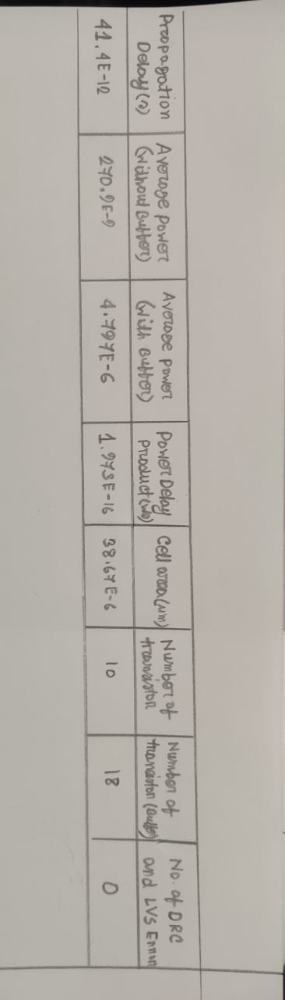 Propagation
Delay (s)
Average Power
(Without Buffer)
Average power
(With Buffer)
Power Delay
Product (Ws)
Cell area (μm)
Number of
transistor
Number of
transistor (Buffer)
No. of DRC
and LVS Error
41.4E-12
270.9E-9
4.797E-6
1.973E-16
38.67E-6
10
18
0